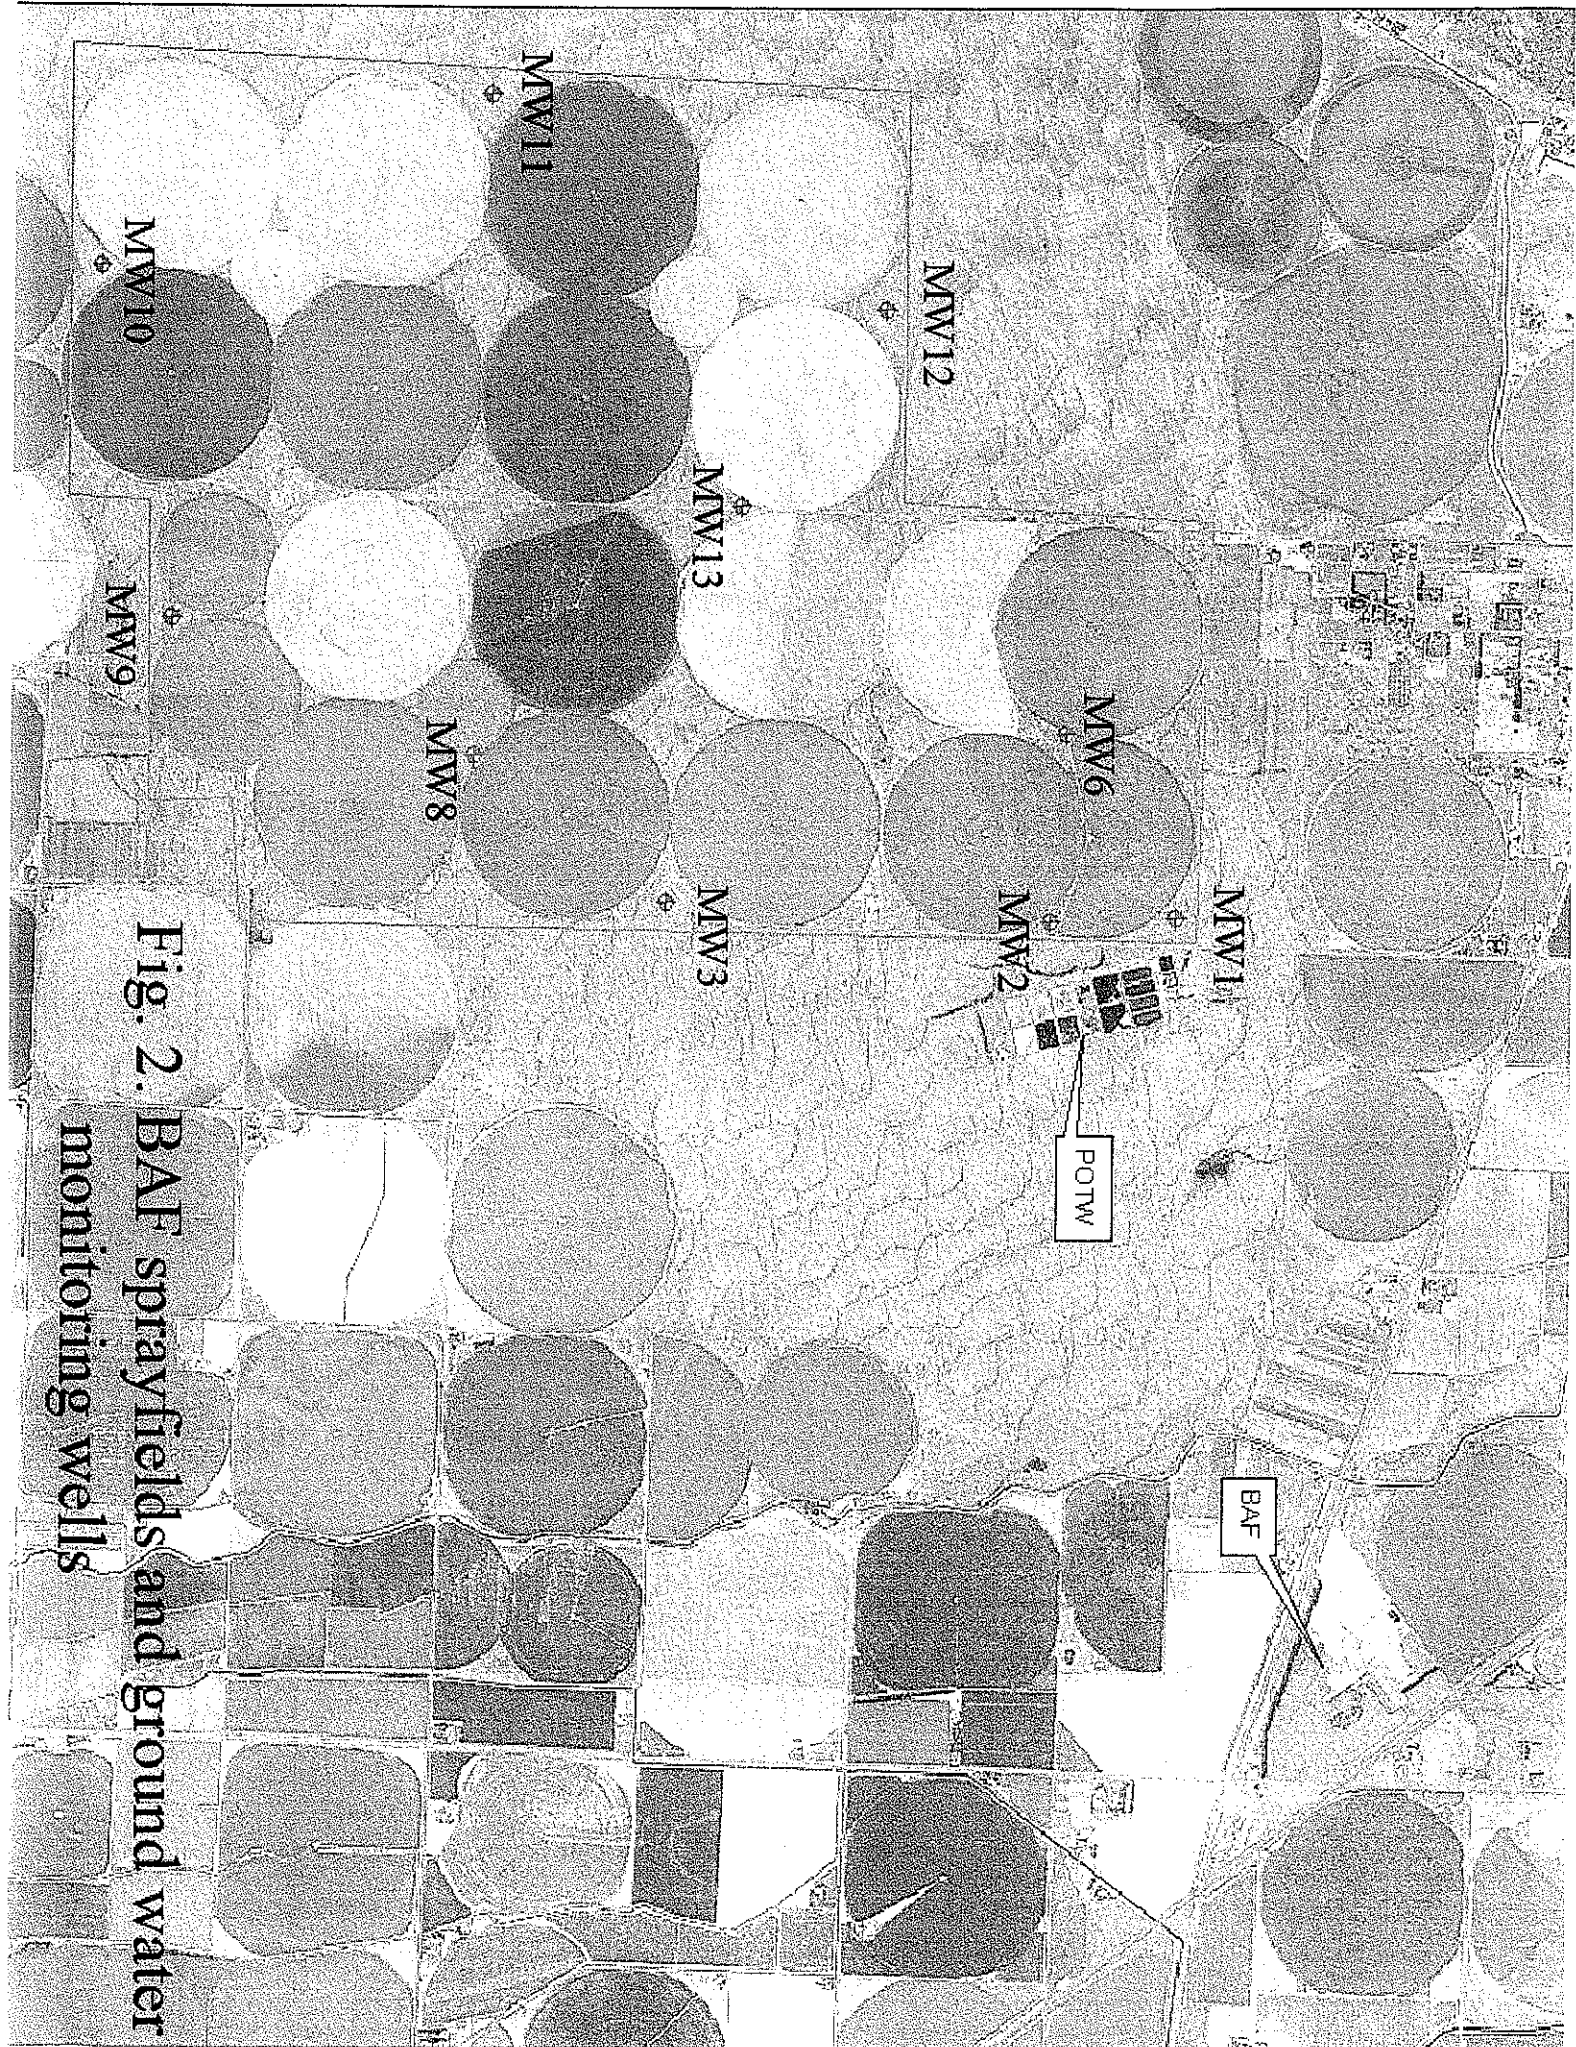 MW1
MW12
MW6
MW2
MW11
MW13
MW3
MW8
MW10
MW9
POTW
BAF
Fig. 2. BAF sprayfields and ground water
monitoring wells